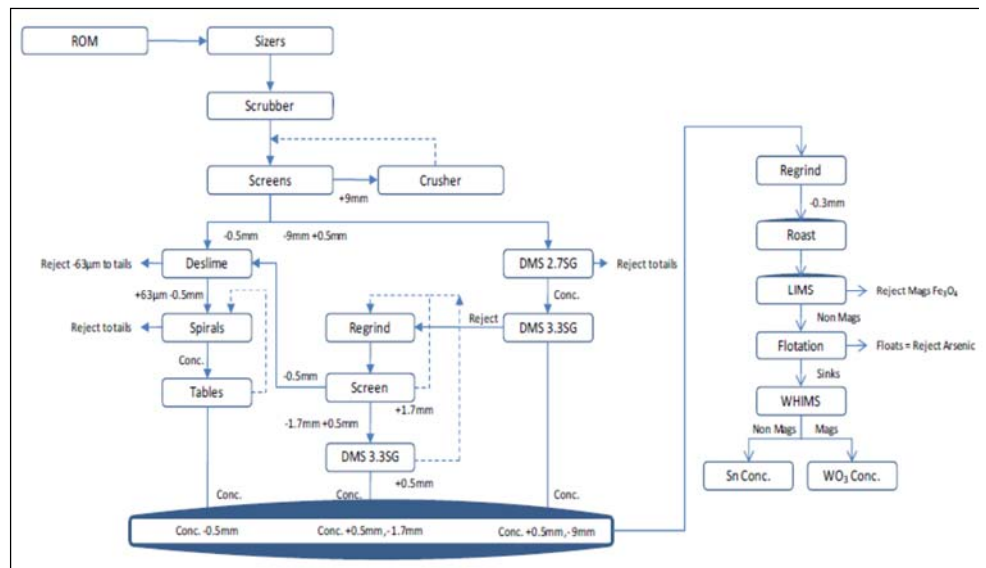 ROM
Sizers
Scrubber
Screens
Crusher
+9mm
-0.5mm
-9mm +0.5mm
Reject -63µm to tails
Deslime
DMS 2.7SG
Reject to tails
+63µm -0.5mm
Conc.
Reject to tails
Spirals
Regrind
Reject
DMS 3.3SG
Conc.
-0.5mm
Screen
Tables
+1.7mm
-1.7mm +0.5mm
DMS 3.3SG
+0.5mm
Conc.
Conc.
Conc.
Conc. -0.5mm
Conc. +0.5mm,-1.7mm
Conc. +0.5mm,-9mm
Regrind
-0.3mm
Roast
LIMS
Reject Mags Fe₃O₄
Non Mags
Flotation
Floats = Reject Arsenic
Sinks
WHIMS
Non Mags
Mags
Sn Conc.
WO₃ Conc.